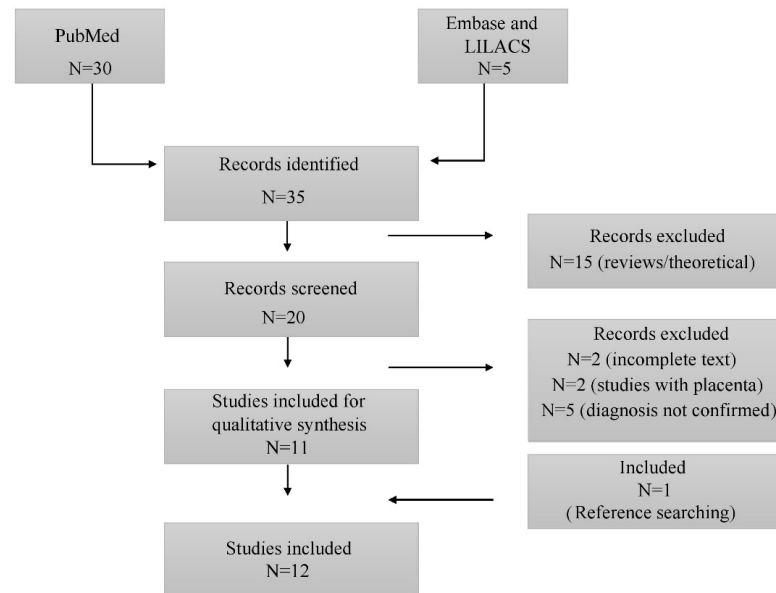 PubMed
N=30
Embase and
LILACS
N=5
Records identified
N=35
Records excluded
N=15 (reviews/theoretical)
Records screened
N=20
Records excluded
N=2 (incomplete text)
N=2 (studies with placenta)
N=5 (diagnosis not confirmed)
Studies included for
qualitative synthesis
N=11
Included
N=1
(Reference searching)
Studies included
N=12